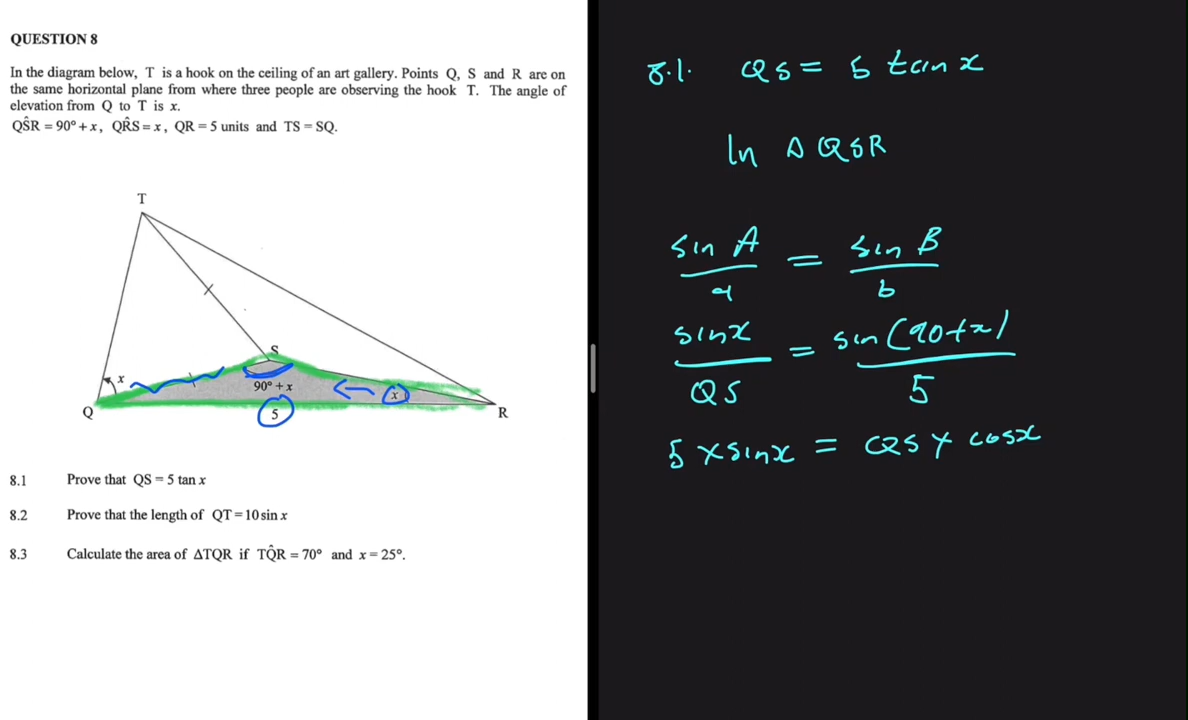 QUESTION 8
In the diagram below, T is a hook on the ceiling of an art gallery. Points Q, S and R are on
the same horizontal plane from where three people are observing the hook T. The angle of
elevation from Q to T is x.
QŜR = 90° + x, QR̂S = x, QR = 5 units and TS = SQ.
T
S
x
90° + x
x
Q
5
R
8.1 Prove that QS = 5 tan x
8.2 Prove that the length of QT = 10 sin x
8.3 Calculate the area of ΔTQR if TQ̂R = 70° and x = 25°.
8.1. QS = 5 tan x
In Δ QSR
sin A / a = sin B / b
sin x / QS = sin(90+x) / 5
5 × sin x = QS × cos x